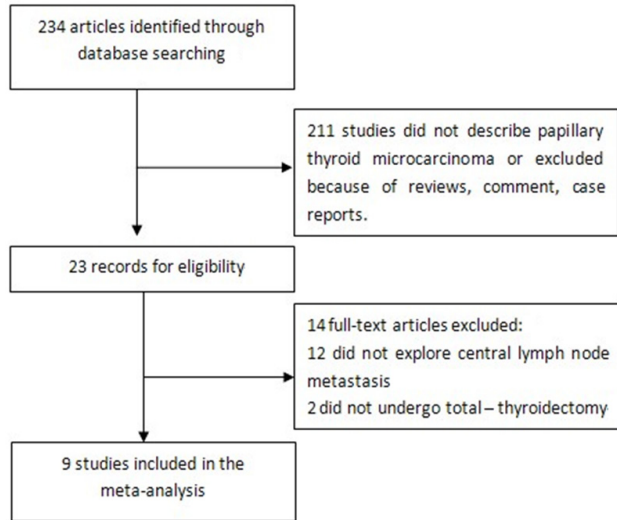 234 articles identified through
database searching
211 studies did not describe papillary
thyroid microcarcinoma or excluded
because of reviews, comment, case
reports.
23 records for eligibility
14 full-text articles excluded:
12 did not explore central lymph node
metastasis
2 did not undergo total – thyroidectomy
9 studies included in the
meta-analysis